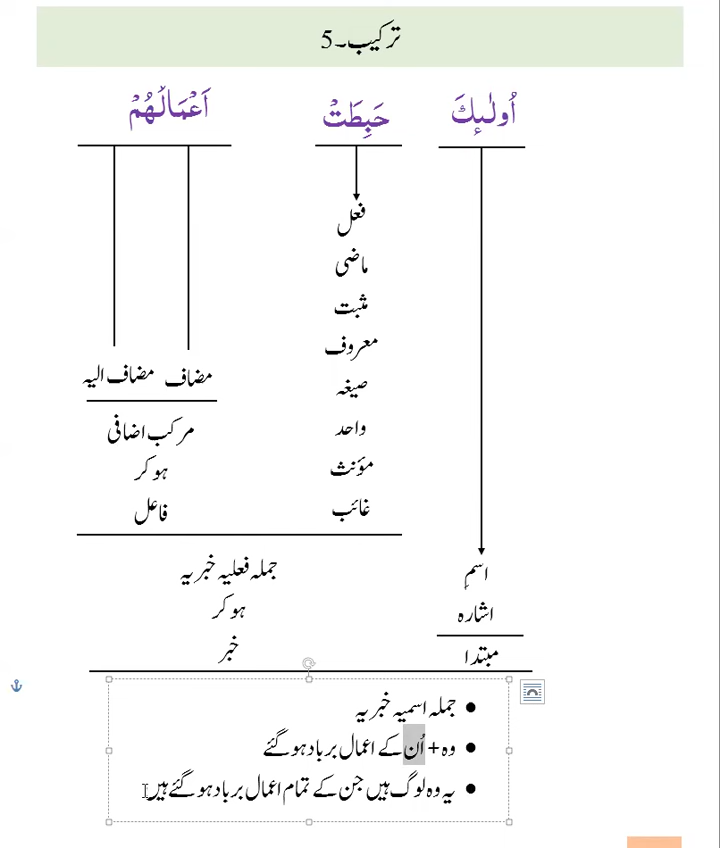 ترکیب۔5
اُولٰٓئِكَ حَبِطَتْ اَعْمَالُهُمْ
فعل
ماضی
مثبت
معروف
صیغہ
واحد
مؤنث
غائب
مضاف مضاف الیہ
مرکب اضافی
ہو کر
فاعل
اسمِ
اشارہ
مبتدا
جملہ فعلیہ خبریہ
ہو کر
خبر
جملہ اسمیہ خبریہ
وہ + اُن کے اعمال برباد ہو گئے
یہ وہ لوگ ہیں جن کے تمام اعمال برباد ہو گئے ہیں